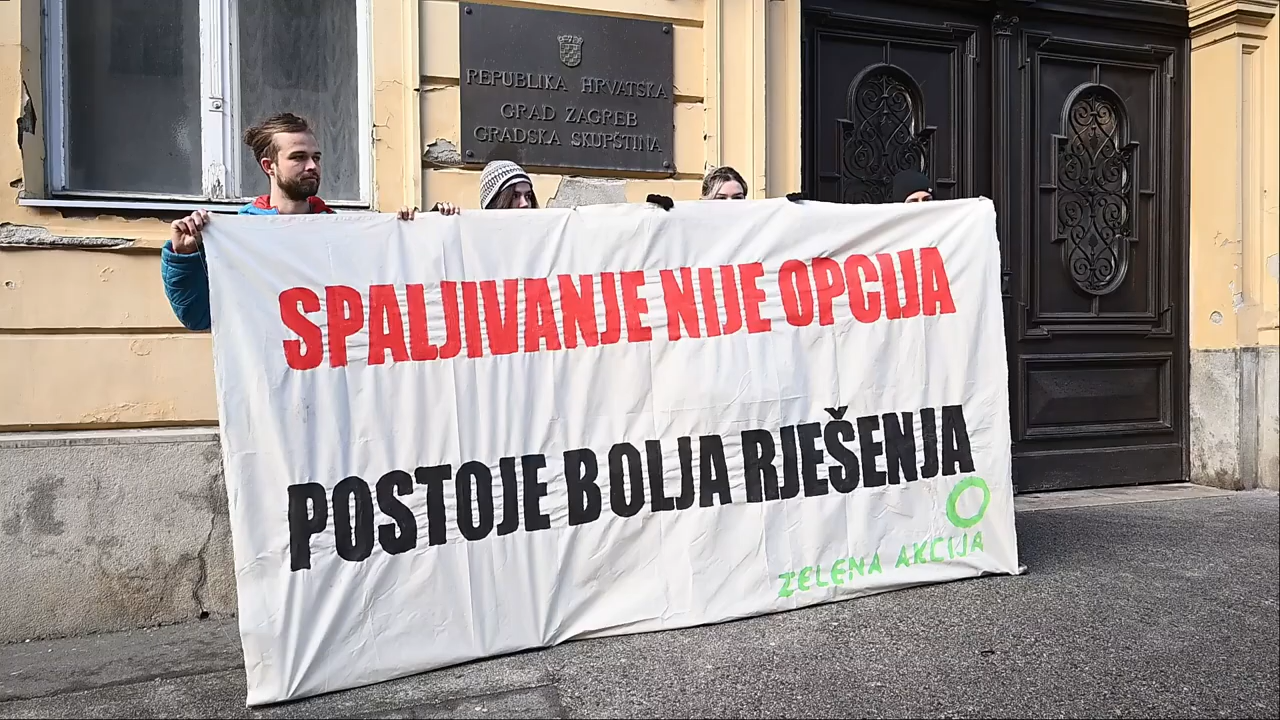 REPUBLIKA HRVATSKA
GRAD ZAGREB
GRADSKA SKUPŠTINA
SPALJIVANJE NIJE OPCIJA
POSTOJE BOLJA RJEŠENJA
ZELENA AKCIJA